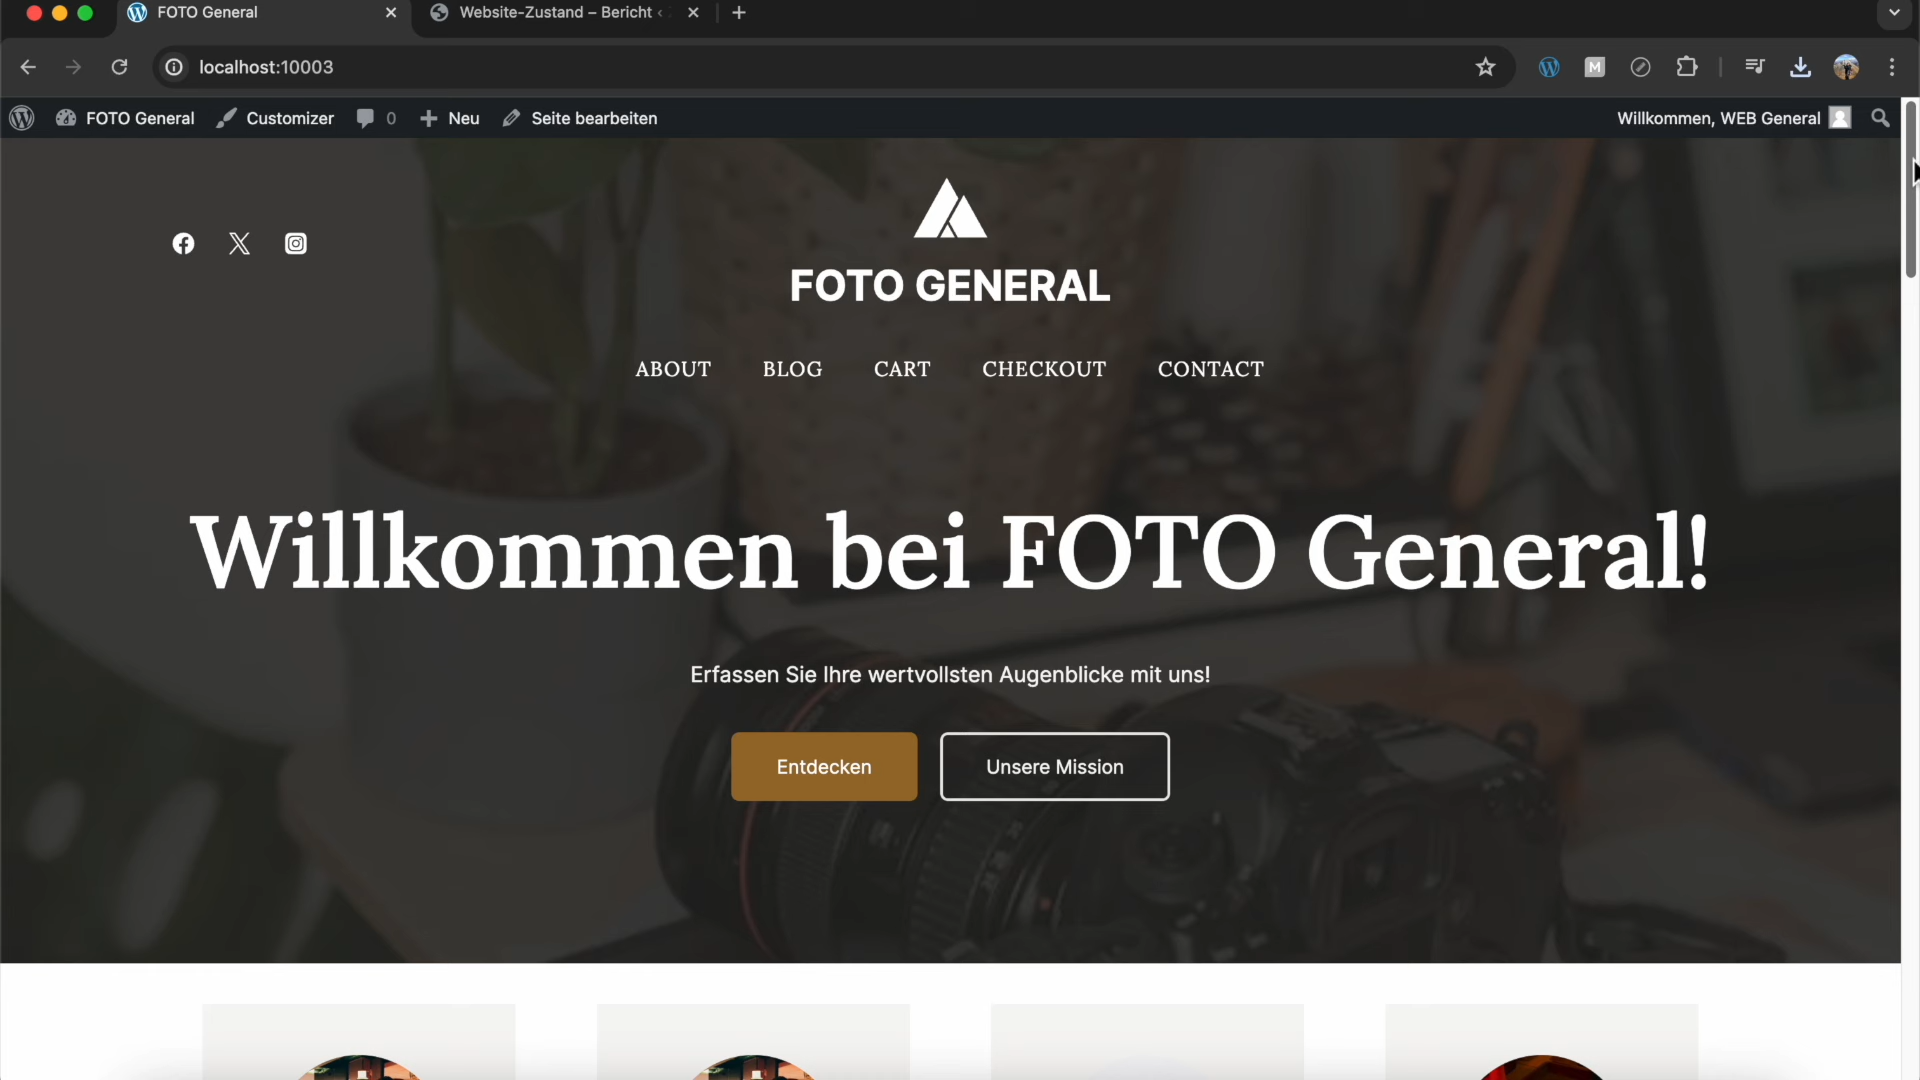 FOTO General
Website-Zustand – Bericht ‹
localhost:10003
FOTO General
Customizer
0
Neu
Seite bearbeiten
Willkommen, WEB General
FOTO GENERAL
ABOUT
BLOG
CART
CHECKOUT
CONTACT
Willkommen bei FOTO General!
Erfassen Sie Ihre wertvollsten Augenblicke mit uns!
Entdecken
Unsere Mission